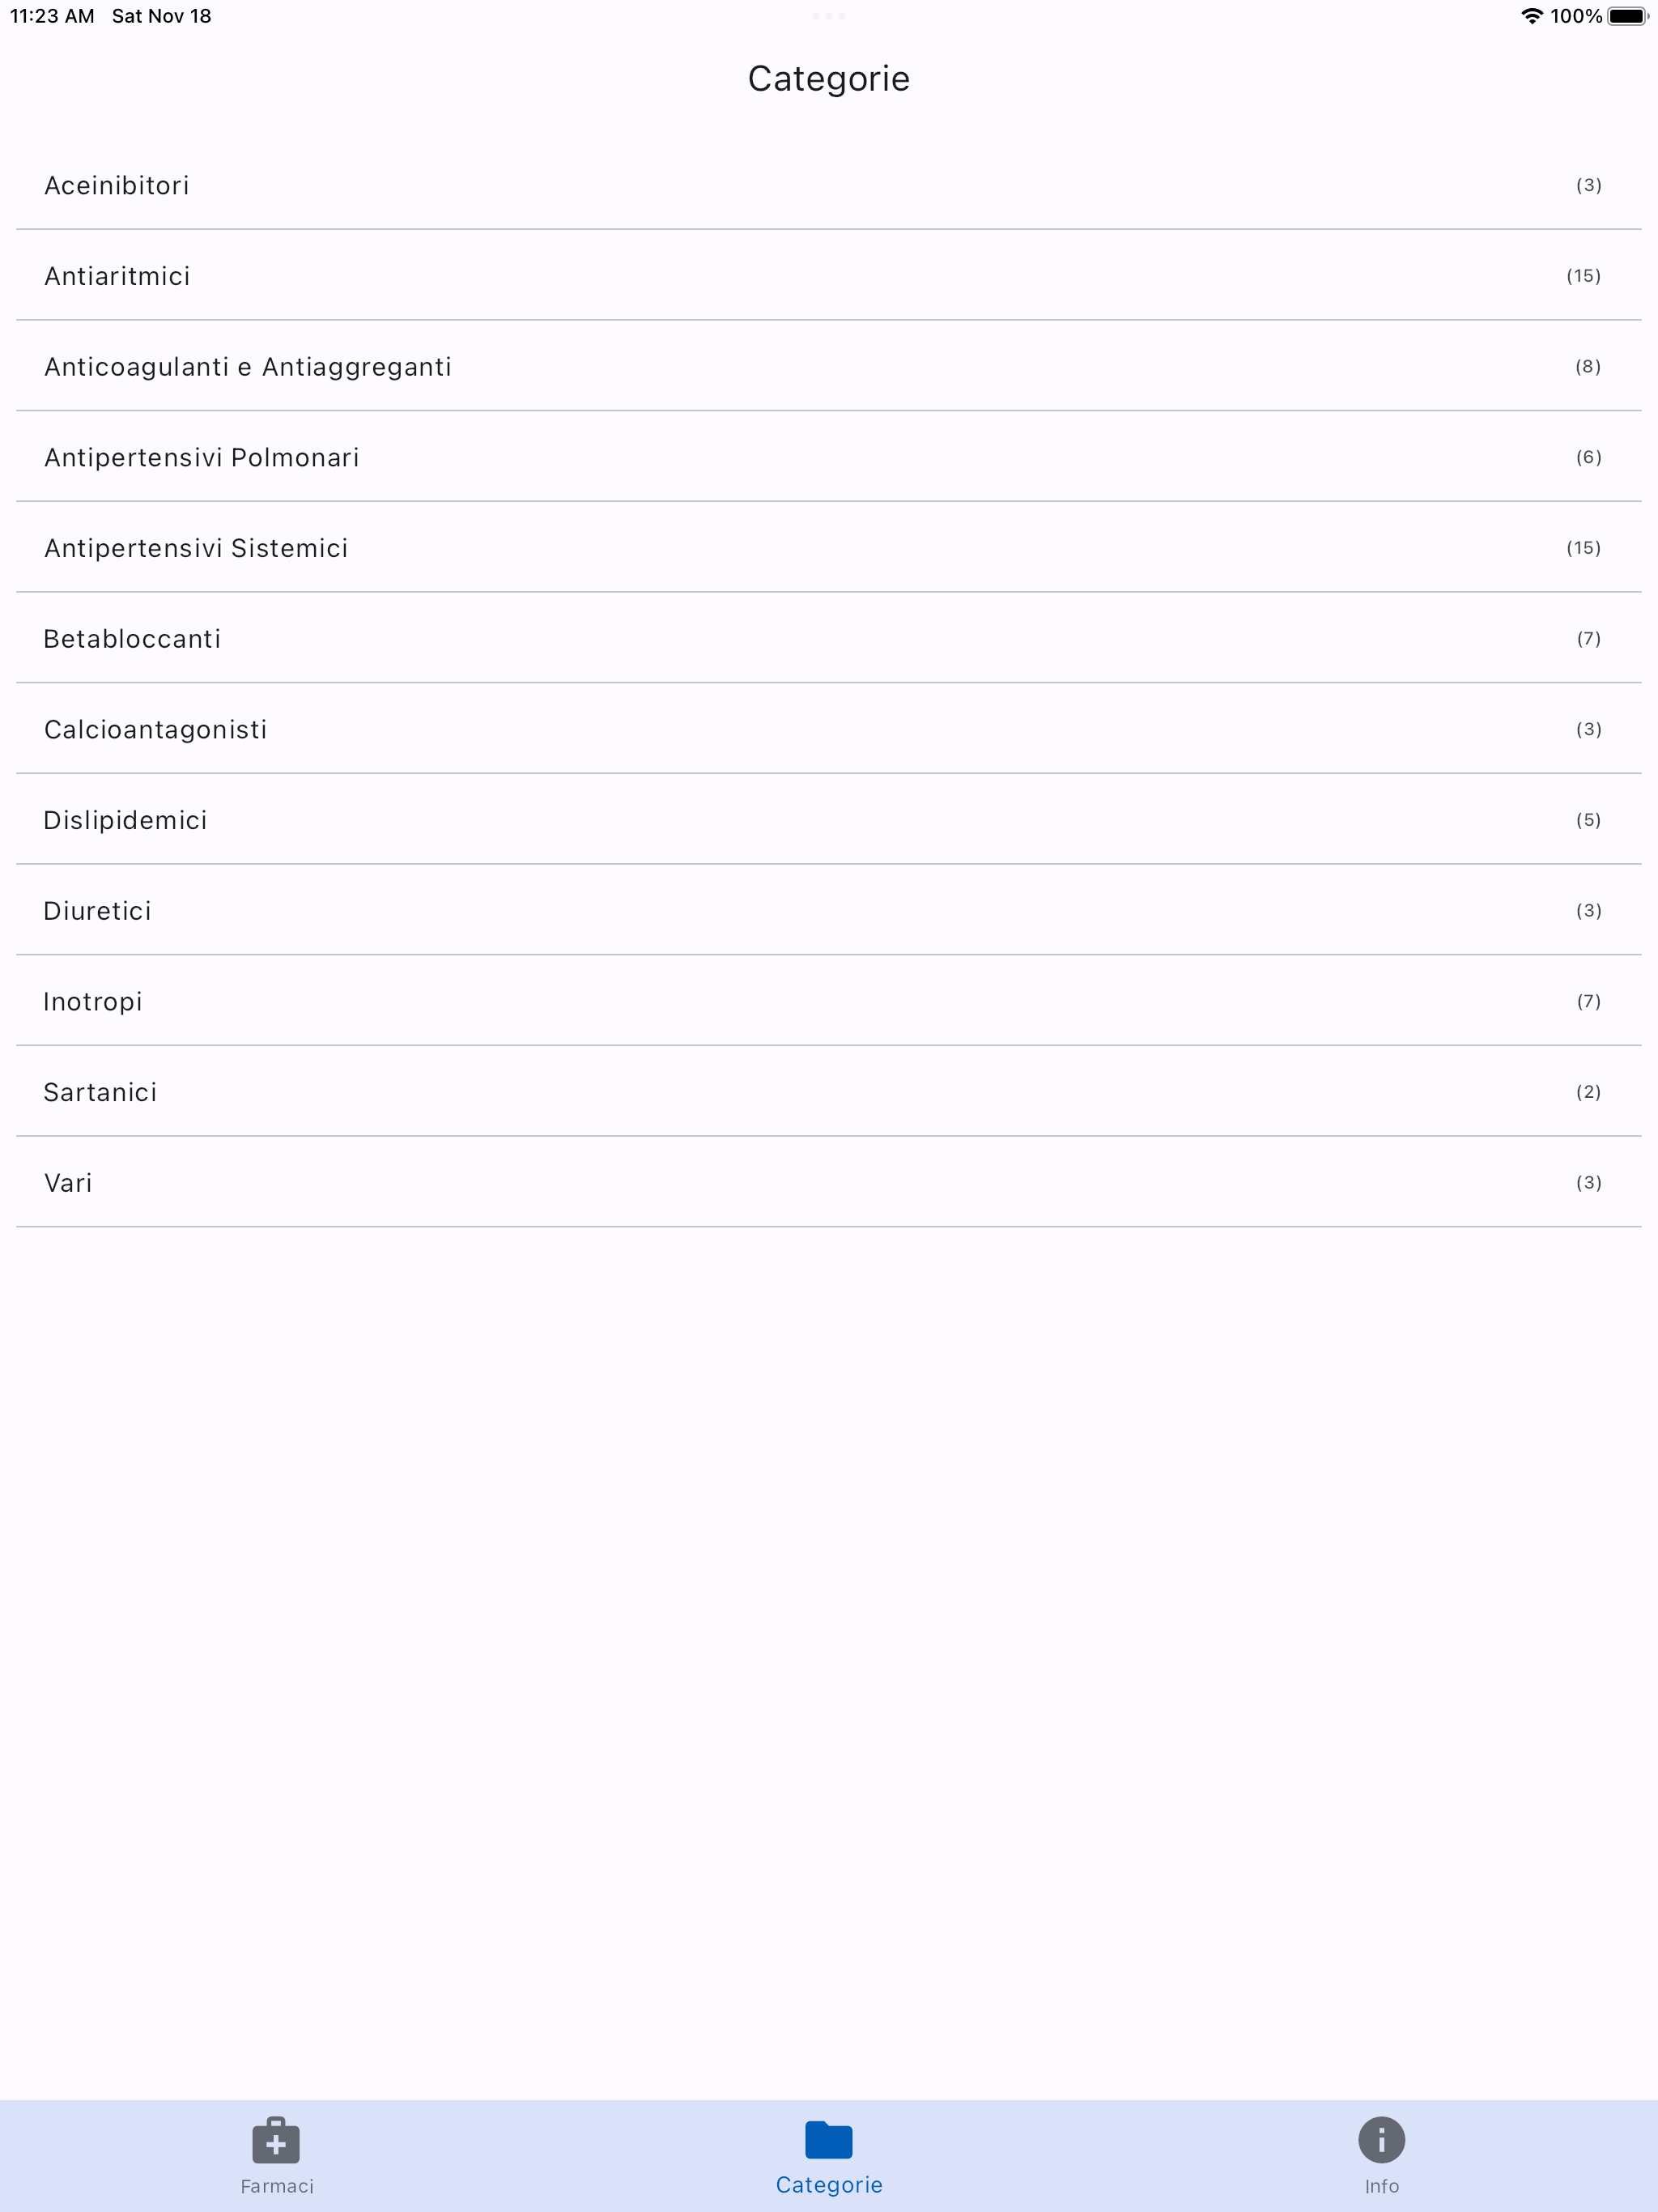 11:23 AM Sat Nov 18 100%
Categorie
Aceinibitori (3)
Antiaritmici (15)
Anticoagulanti e Antiaggreganti (8)
Antipertensivi Polmonari (6)
Antipertensivi Sistemici (15)
Betabloccanti (7)
Calcioantagonisti (3)
Dislipidemici (5)
Diuretici (3)
Inotropi (7)
Sartanici (2)
Vari (3)
Farmaci Categorie Info